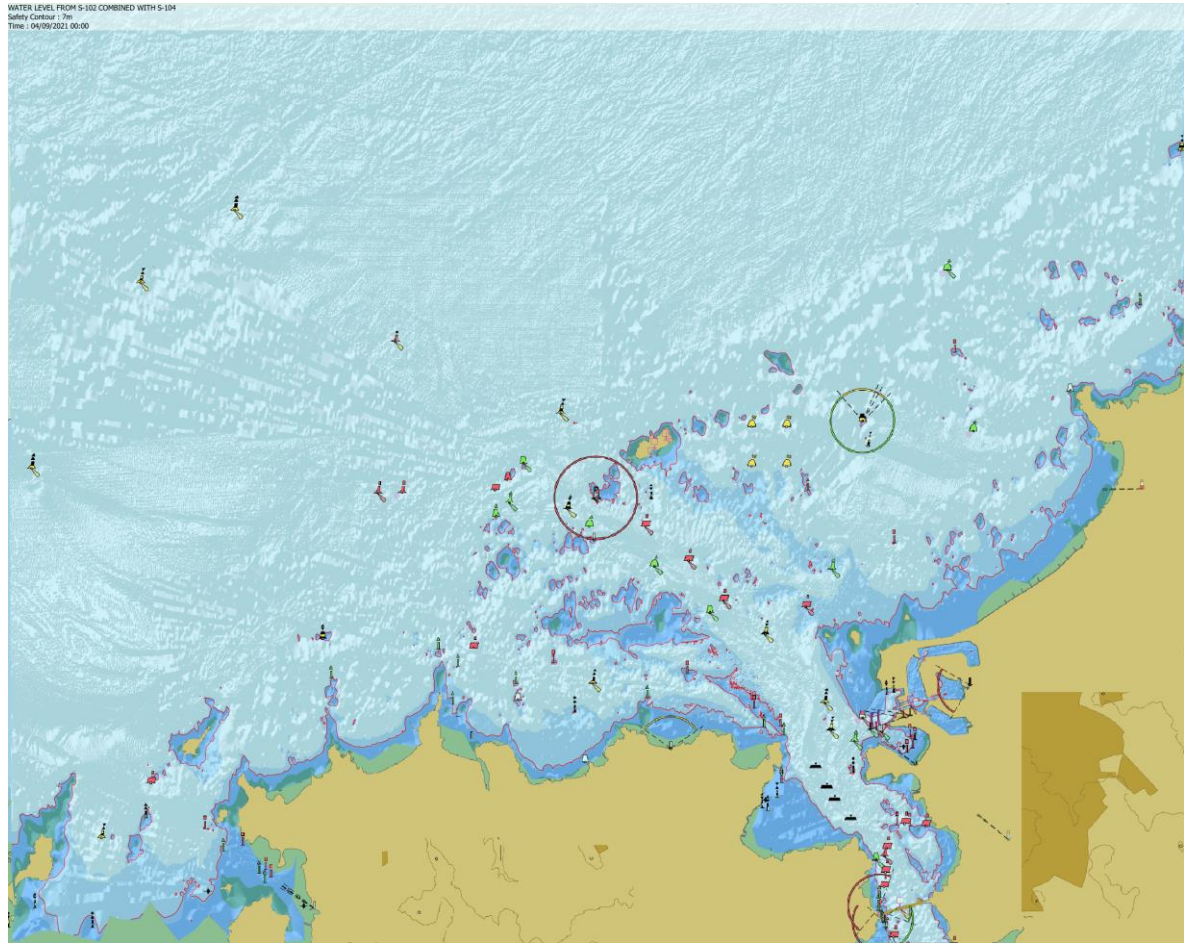 WATER LEVEL FROM S-102 COMBINED WITH S-104
Safety Contour : 7m
Time : 04/09/2021 00:00